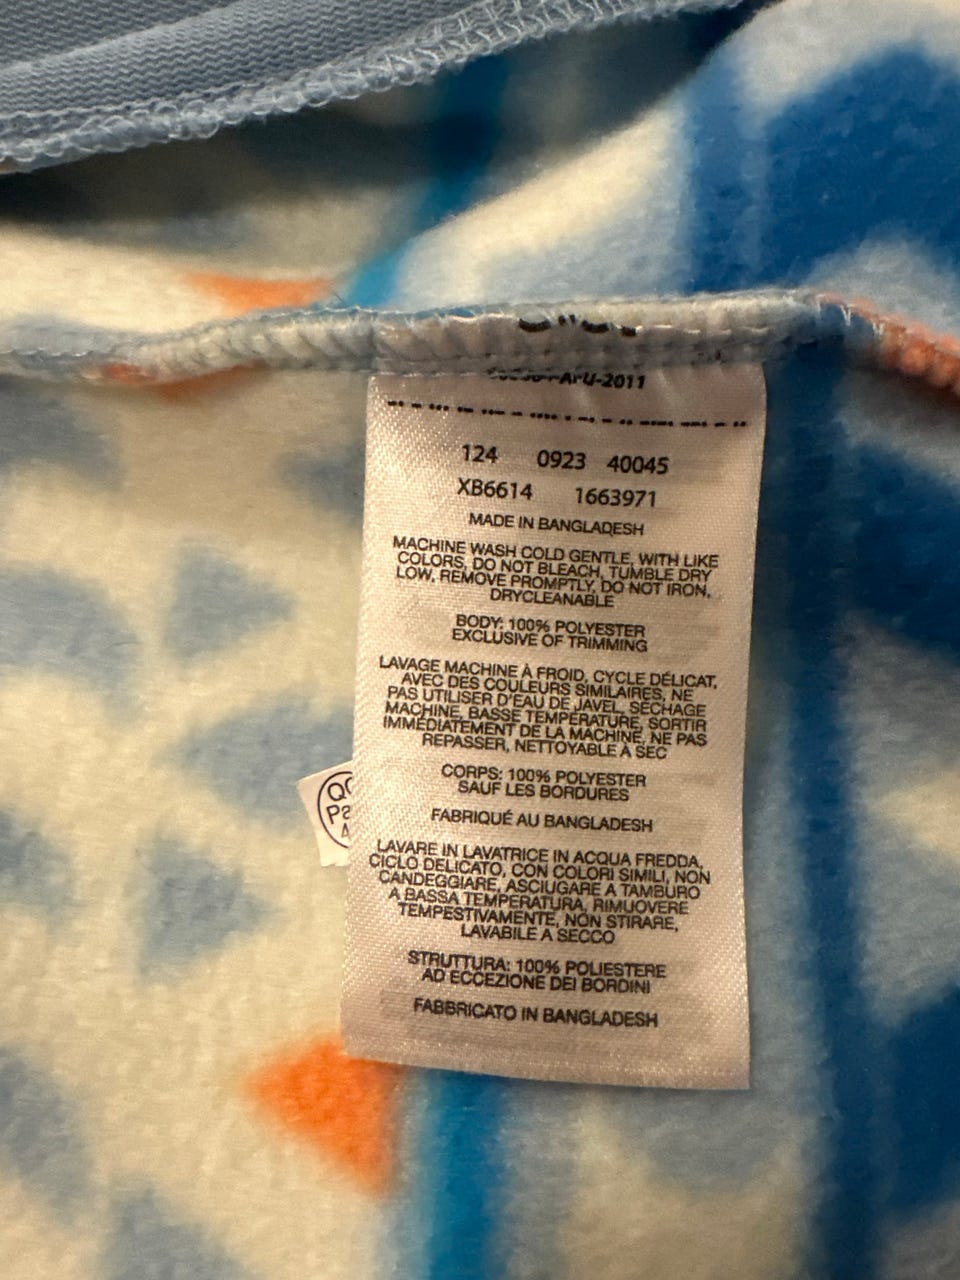 -2011
124 0923 40045
XB6614 1663971
MADE IN BANGLADESH
MACHINE WASH COLD GENTLE, WITH LIKE
COLORS, DO NOT BLEACH, TUMBLE DRY
LOW, REMOVE PROMPTLY, DO NOT IRON,
DRYCLEANABLE
BODY: 100% POLYESTER
EXCLUSIVE OF TRIMMING
LAVAGE MACHINE À FROID, CYCLE DÉLICAT,
AVEC DES COULEURS SIMILAIRES, NE
PAS UTILISER D'EAU DE JAVEL, SÉCHAGE
MACHINE, BASSE TEMPÉRATURE, SORTIR
IMMÉDIATEMENT DE LA MACHINE, NE PAS
REPASSER, NETTOYABLE À SEC
CORPS: 100% POLYESTER
SAUF LES BORDURES
FABRIQUÉ AU BANGLADESH
LAVARE IN LAVATRICE IN ACQUA FREDDA,
CICLO DELICATO, CON COLORI SIMILI, NON
CANDEGGIARE, ASCIUGARE A TAMBURO
A BASSA TEMPERATURA, RIMUOVERE
TEMPESTIVAMENTE, NON STIRARE,
LAVABILE A SECCO
STRUTTURA: 100% POLIESTERE
AD ECCEZIONE DEI BORDINI
FABBRICATO IN BANGLADESH